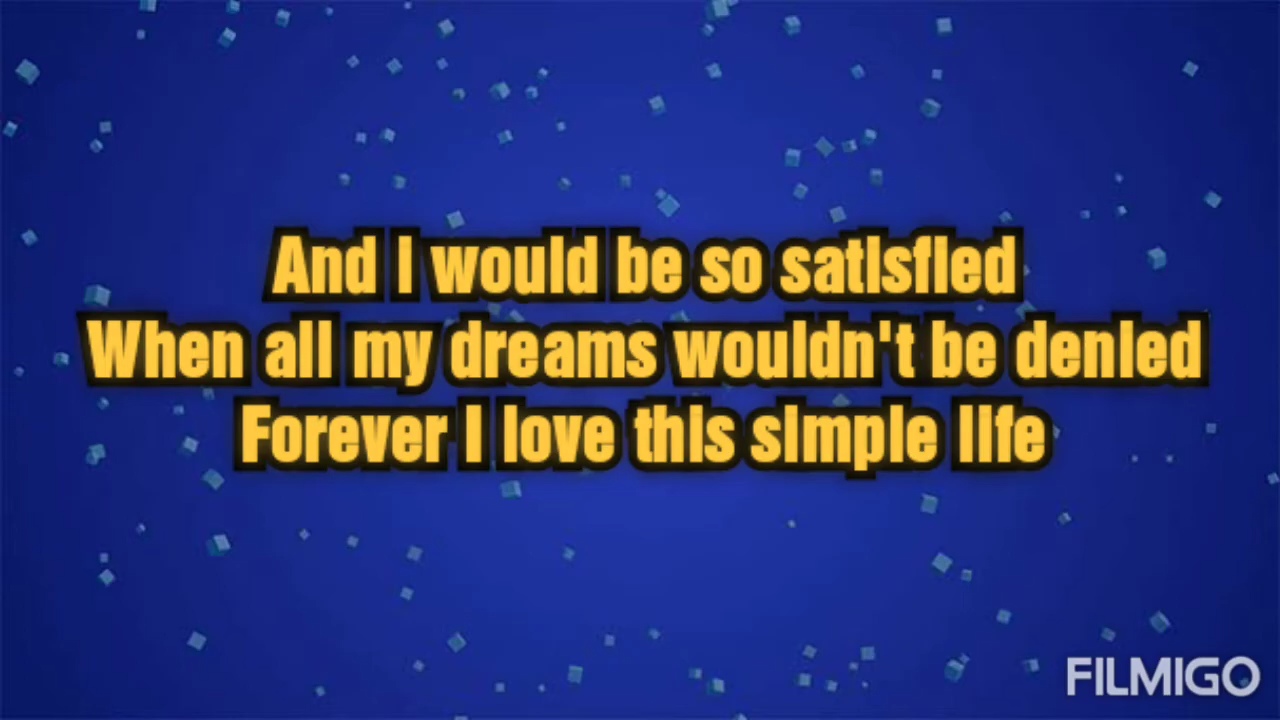 And I would be so satisfied
When all my dreams wouldn't be denied
Forever I love this simple life
FILMIGO